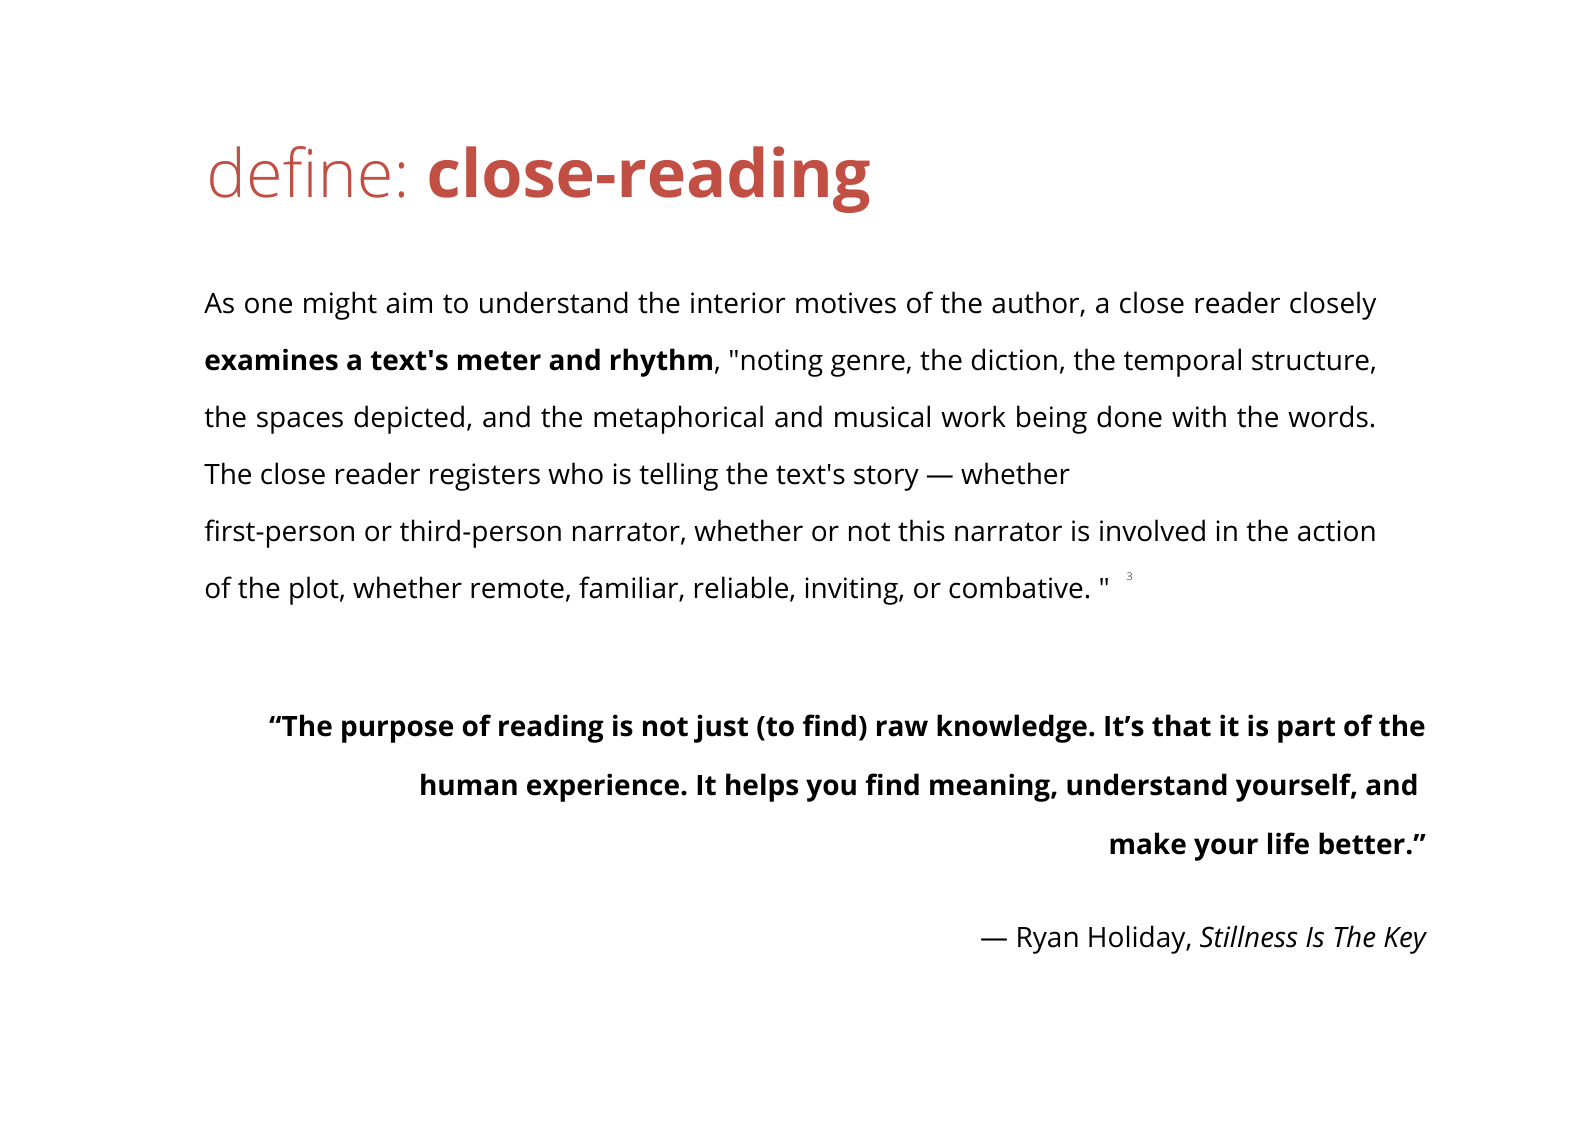 define: close-reading
As one might aim to understand the interior motives of the author, a close reader closely
examines a text's meter and rhythm, "noting genre, the diction, the temporal structure,
the spaces depicted, and the metaphorical and musical work being done with the words.
The close reader registers who is telling the text's story — whether
first-person or third-person narrator, whether or not this narrator is involved in the action
of the plot, whether remote, familiar, reliable, inviting, or combative. " 3
“The purpose of reading is not just (to find) raw knowledge. It’s that it is part of the
human experience. It helps you find meaning, understand yourself, and
make your life better.”
— Ryan Holiday, Stillness Is The Key